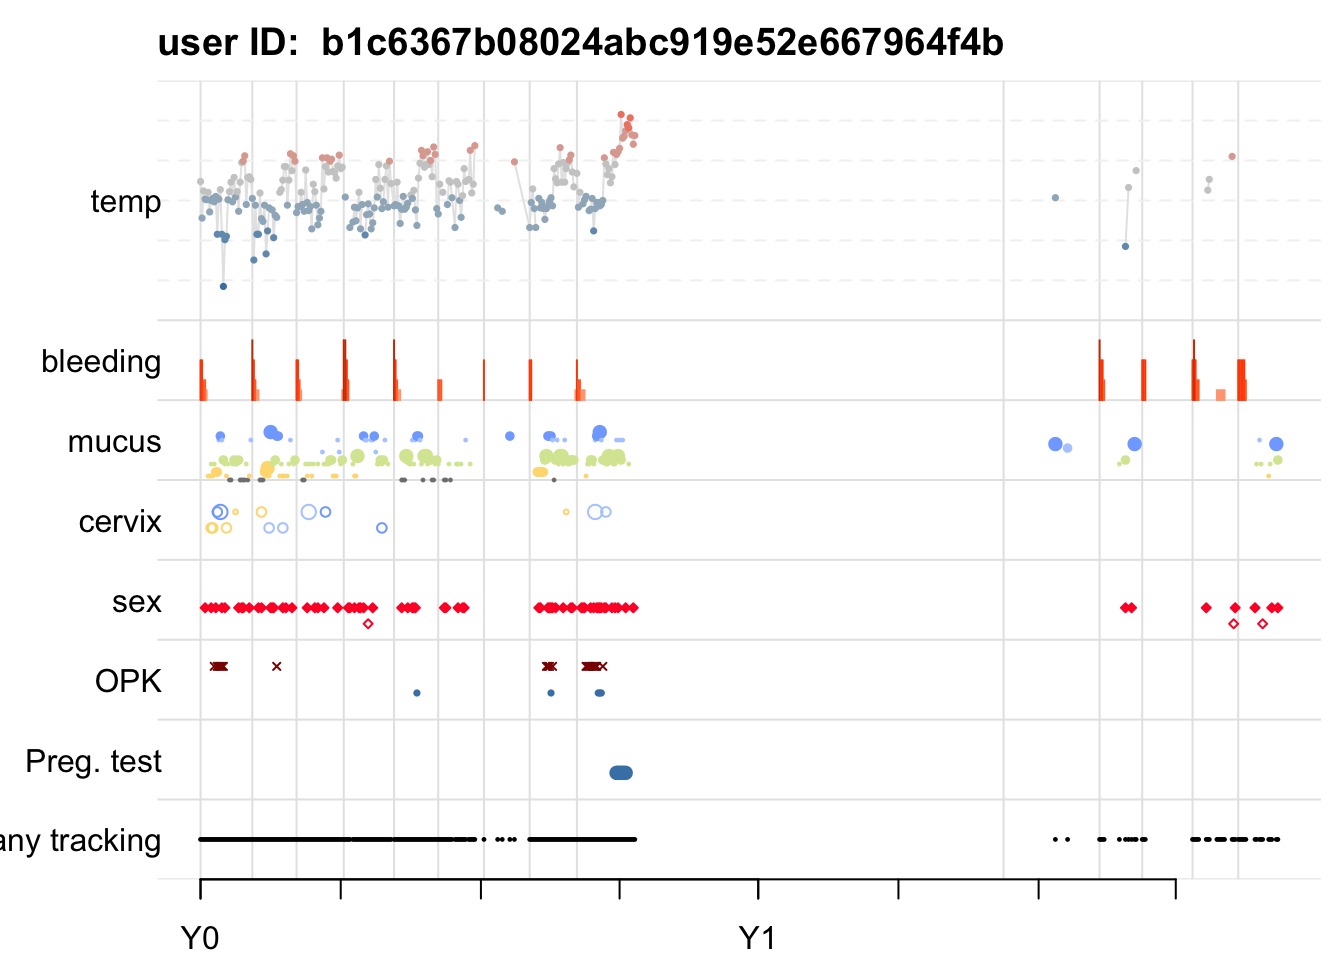 user ID:  b1c6367b08024abc919e52e667964f4b
temp
bleeding
mucus
cervix
sex
OPK
Preg. test
any tracking
Y0 Y1